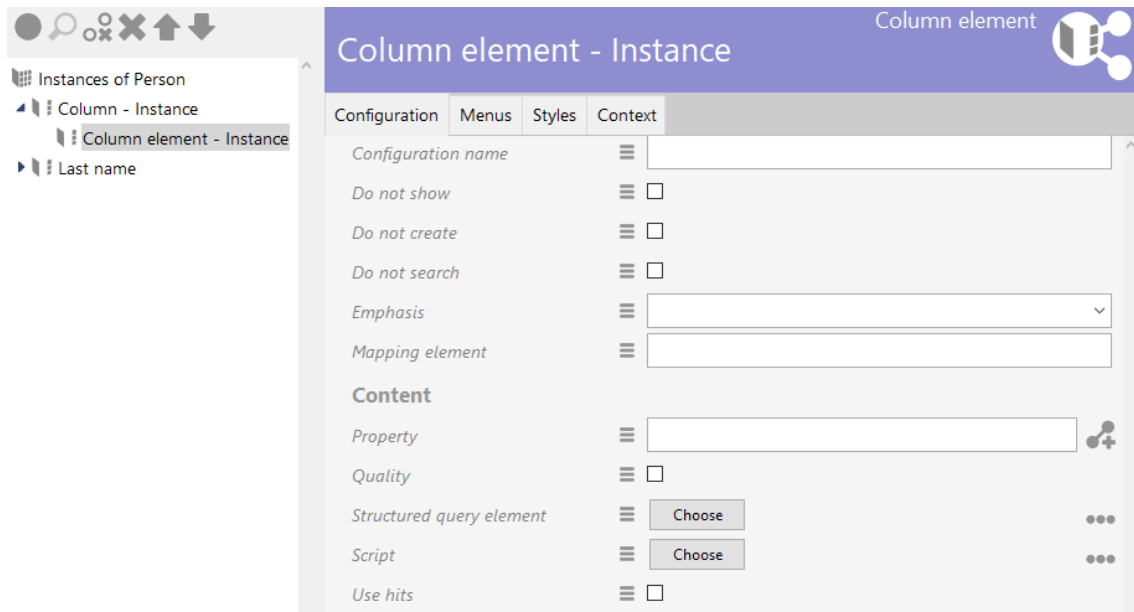 Instances of Person
Column - Instance
Column element - Instance
Last name
Column element
Column element - Instance
Configuration Menus Styles Context
Configuration name
Do not show
Do not create
Do not search
Emphasis
Mapping element
Content
Property
Quality
Structured query element Choose
Script Choose
Use hits